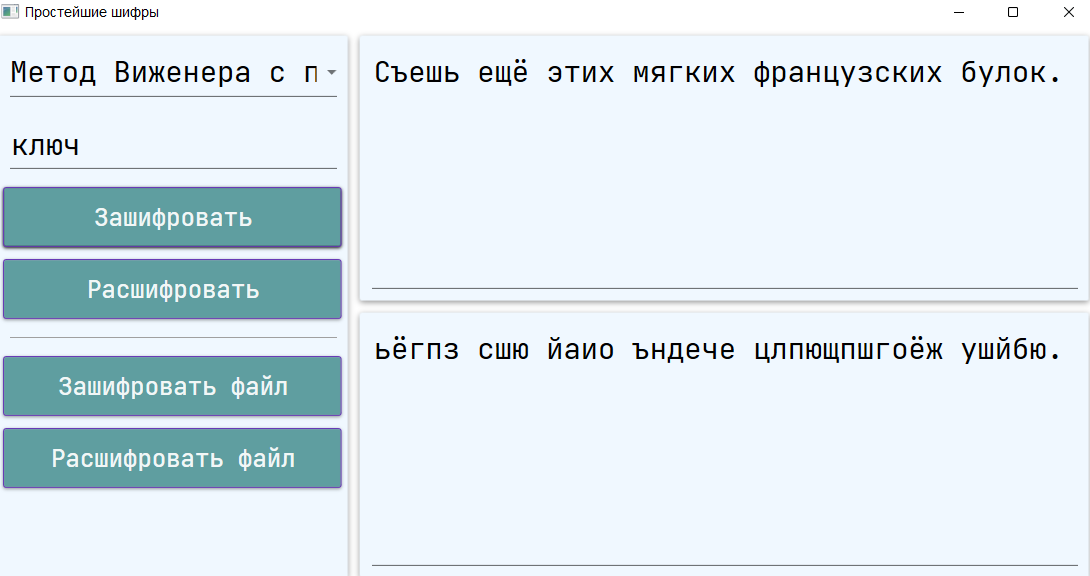 Простейшие шифры
Метод Виженера с п
ключ
Зашифровать
Расшифровать
Зашифровать файл
Расшифровать файл
Съешь ещё этих мягких французских булок.
ьёгпз сшю йаио ъндече цлпющпшгоёж ушйбю.